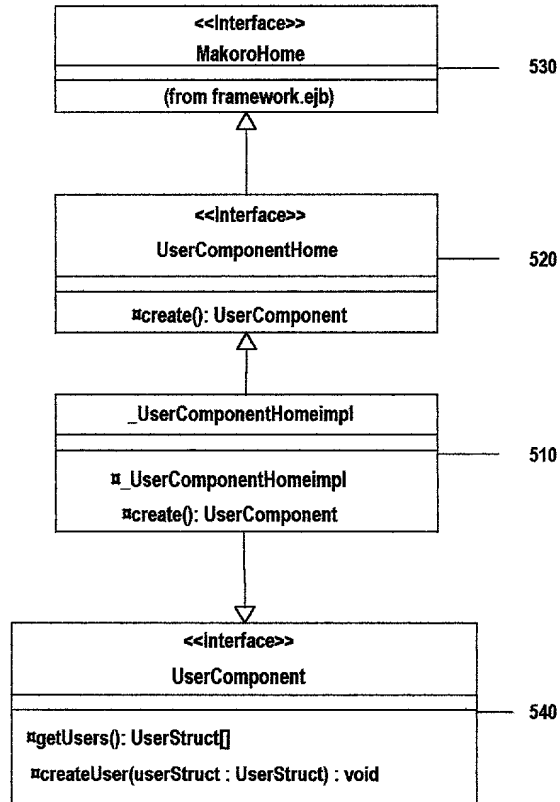 <<Interface>>
MakoroHome
530
(from framework.ejb)
<<Interface>>
UserComponentHome
520
¤create(): UserComponent
_UserComponentHomeimpl
510
¤_UserComponentHomeimpl
¤create(): UserComponent
<<Interface>>
UserComponent
540
¤getUsers(): UserStruct[]
¤createUser(userStruct : UserStruct) : void